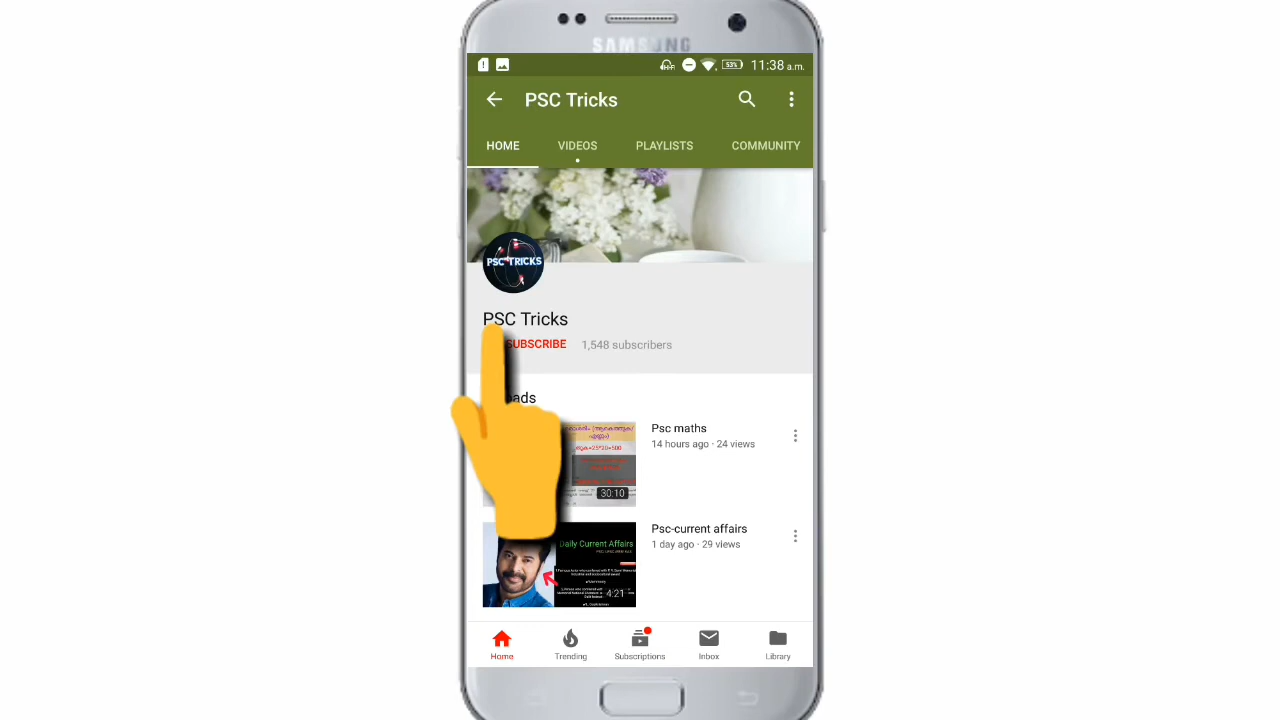 SAMSUNG
53% 11:38 a.m.
PSC Tricks
HOME VIDEOS PLAYLISTS COMMUNITY
PSC TRICKS
PSC Tricks
SUBSCRIBE 1,548 subscribers
Psc maths
14 hours ago · 24 views
എണ്ണം)
30:10
Psc-current affairs
1 day ago · 29 views
Daily Current Affairs
4:21
Home Trending Subscriptions Inbox Library